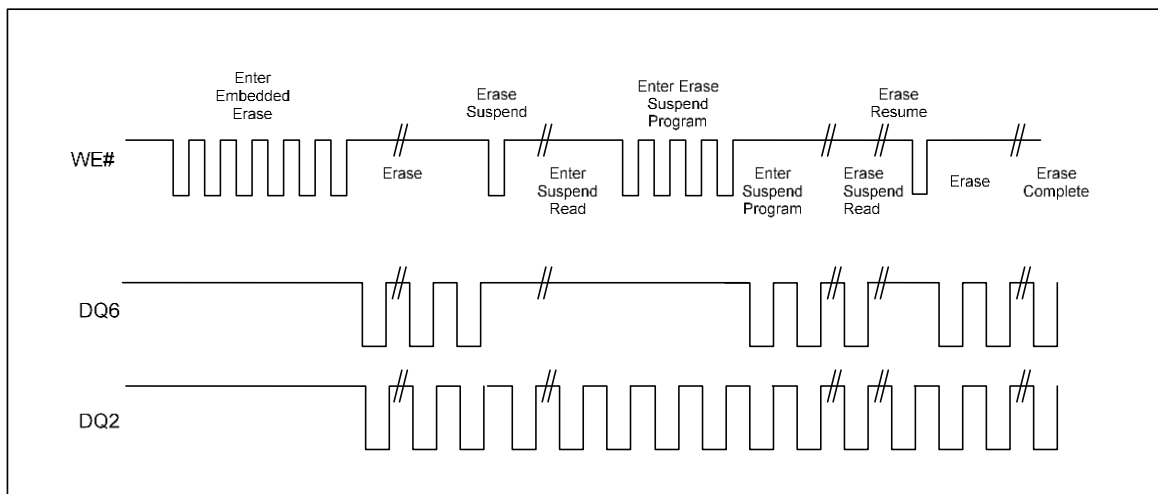 Enter
Embedded
Erase
Erase
Suspend
Enter Erase
Suspend
Program
Erase
Resume
WE#
Erase
Enter
Suspend
Read
Enter
Suspend
Program
Erase
Suspend
Read
Erase
Erase
Complete
DQ6
DQ2